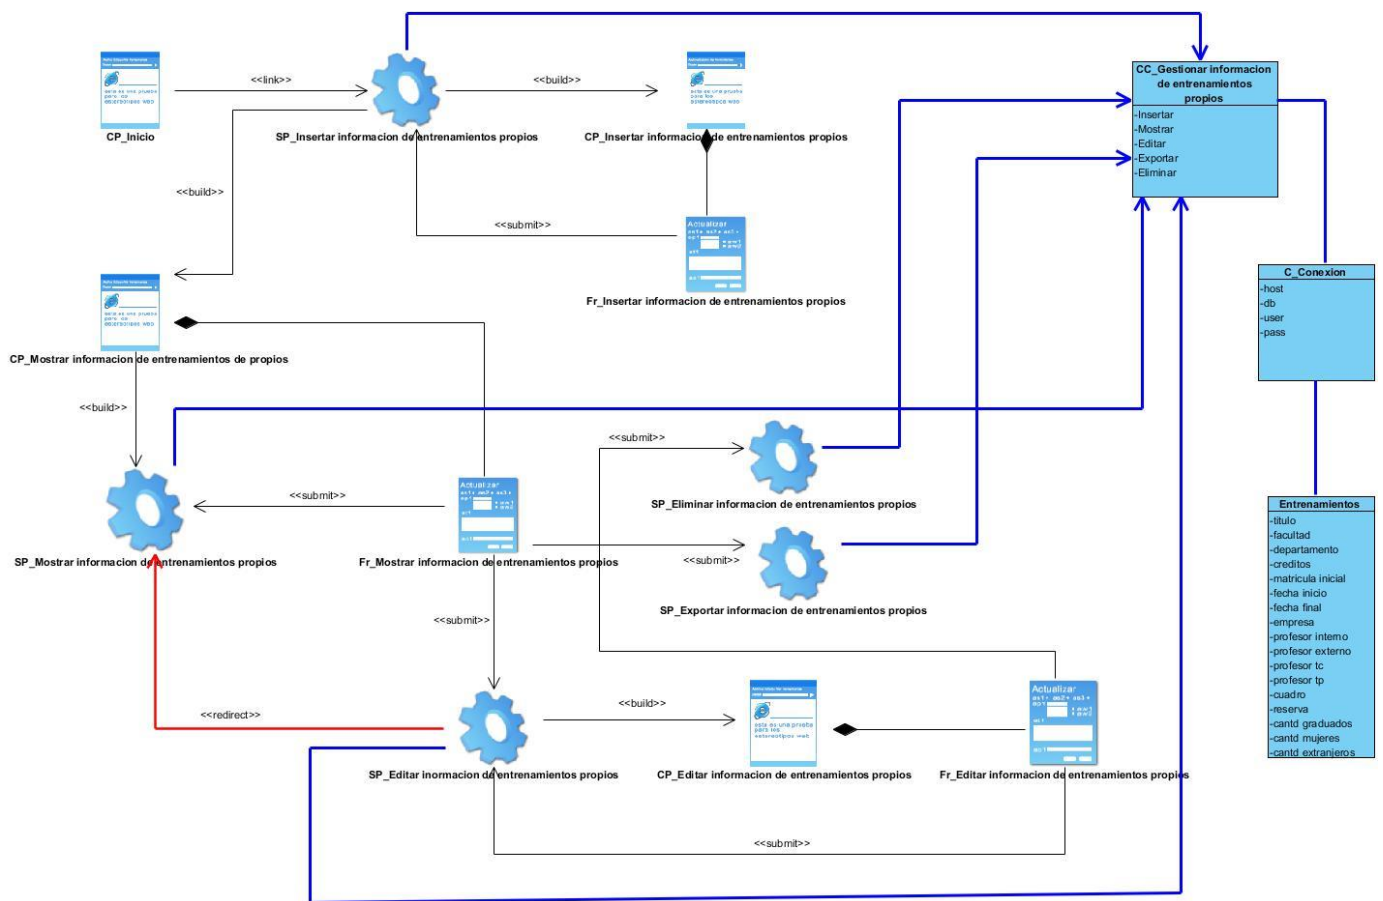 CP_Inicio
<<link>>
SP_Insertar informacion de entrenamientos propios
<<build>>
CP_Insertar informacion de entrenamientos propios
CC_Gestionar informacion
de entrenamientos
propios
-Insertar
-Mostrar
-Editar
-Exportar
-Eliminar
<<build>>
<<submit>>
Actualizar
Fr_Insertar informacion de entrenamientos propios
C_Conexion
-host
-db
-user
-pass
CP_Mostrar informacion de entrenamientos de propios
<<build>>
<<submit>>
SP_Eliminar informacion de entrenamientos propios
<<submit>>
Actualizar
SP_Mostrar informacion de entrenamientos propios
Fr_Mostrar informacion de entrenamientos propios
<<submit>>
SP_Exportar informacion de entrenamientos propios
Entrenamientos
-titulo
-facultad
-departamento
-creditos
-matricula inicial
-fecha inicio
-fecha final
-empresa
-profesor interno
-profesor externo
-profesor tc
-profesor tp
-cuadro
-reserva
-cantd graduados
-cantd mujeres
-cantd extranjeros
<<submit>>
<<redirect>>
SP_Editar inormacion de entrenamientos propios
<<build>>
CP_Editar informacion de entrenamientos propios
Actualizar
Fr_Editar informacion de entrenamientos propios
<<submit>>